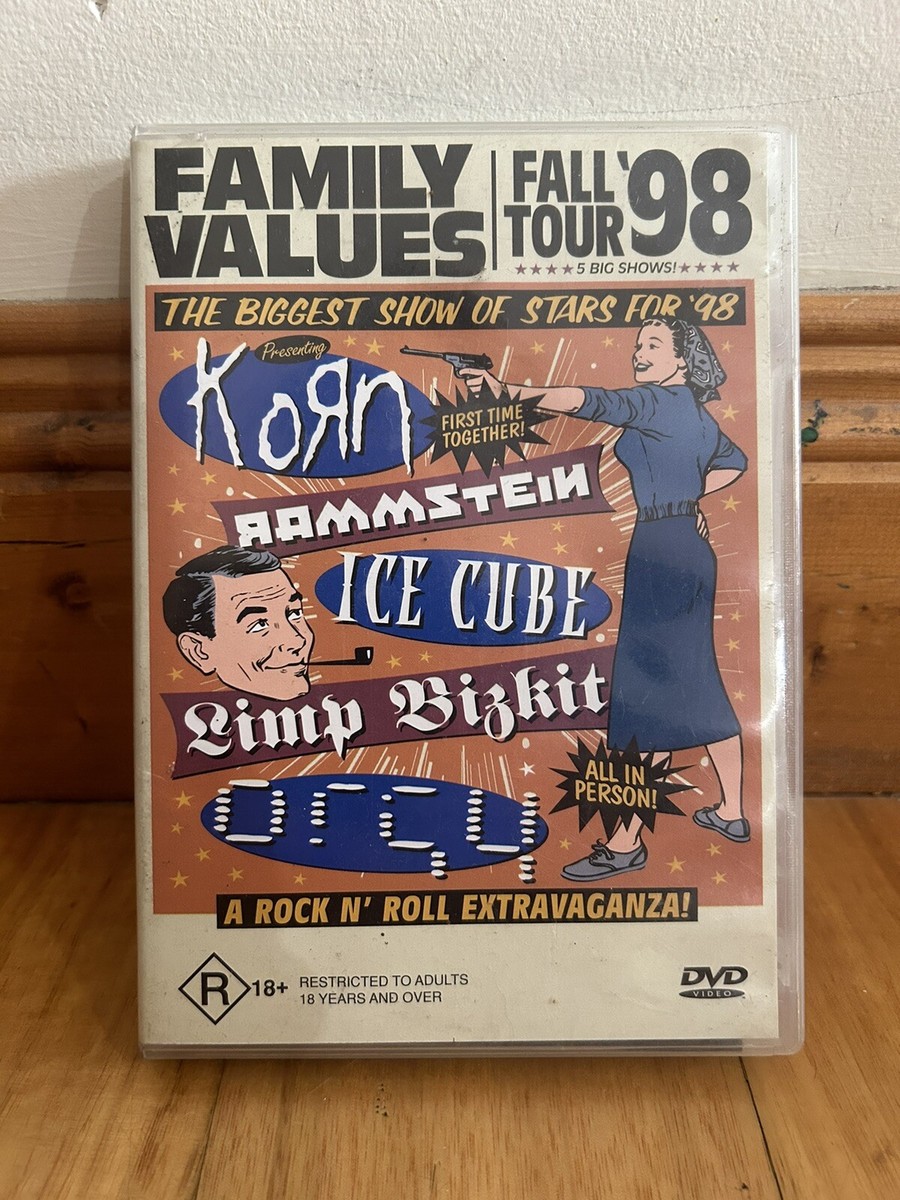 FAMILY
VALUES
FALL '98
TOUR
★★★★ 5 BIG SHOWS! ★★★★
THE BIGGEST SHOW OF STARS FOR '98
Presenting
KoЯn
FIRST TIME
TOGETHER!
RAMMSTEIN
ICE CUBE
Limp Bizkit
orgy
ALL IN
PERSON!
A ROCK N' ROLL EXTRAVAGANZA!
R 18+
RESTRICTED TO ADULTS
18 YEARS AND OVER
DVD
VIDEO